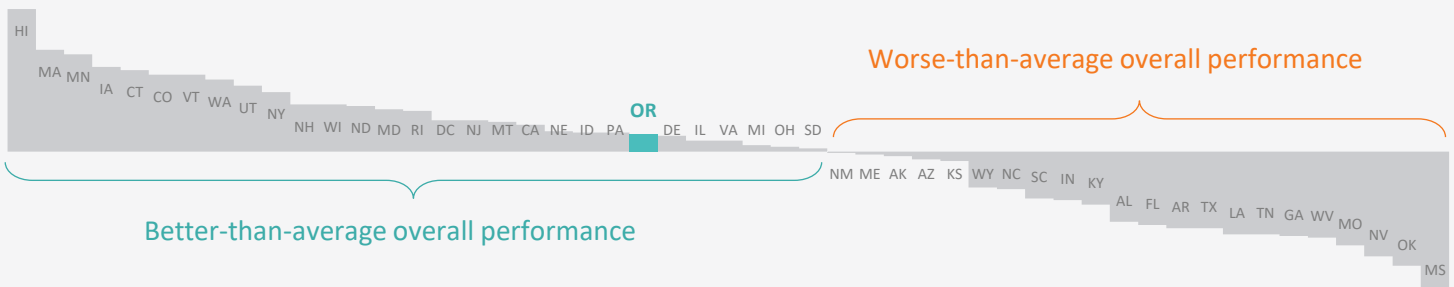 HI
MA MN IA CT CO VT WA UT NY NH WI ND MD RI DC NJ MT CA NE ID PA OR DE IL VA MI OH SD
Worse-than-average overall performance
NM ME AK AZ KS WY NC SC IN KY AL FL AR TX LA TN GA WV MO NV OK MS
Better-than-average overall performance